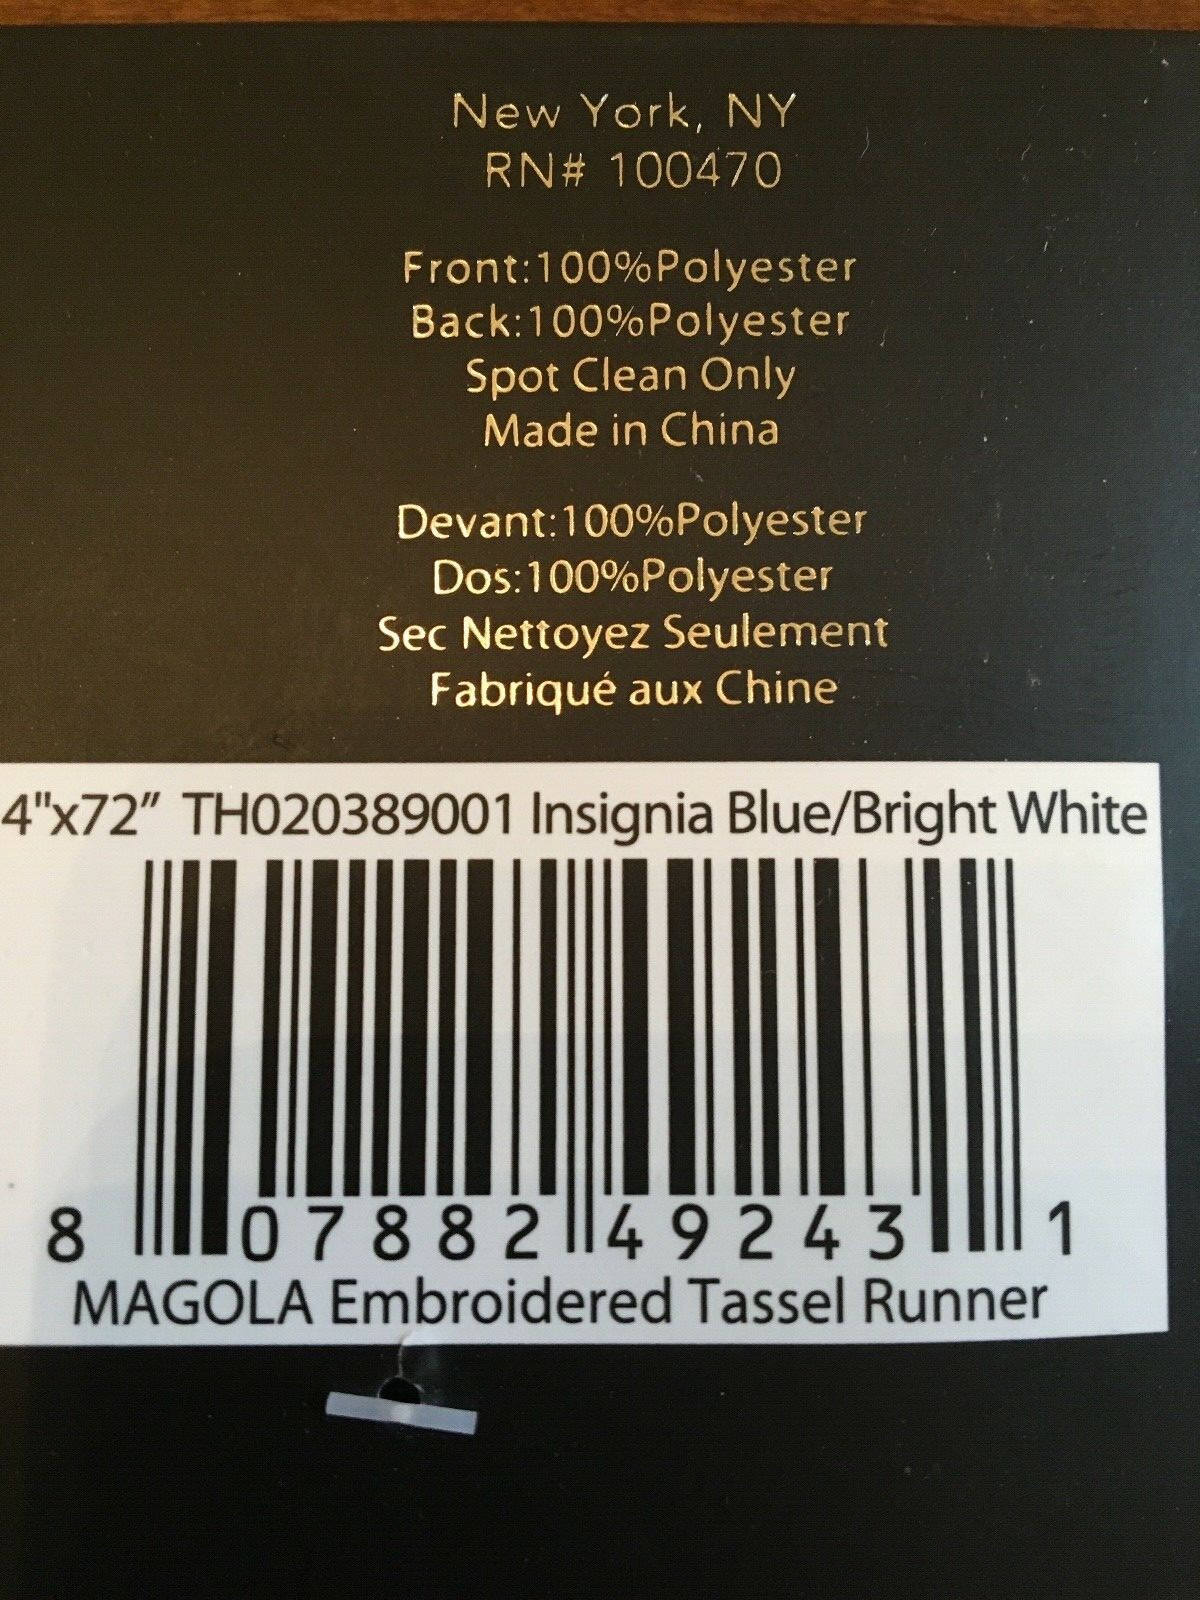 New York, NY
RN# 100470
Front:100%Polyester
Back:100%Polyester
Spot Clean Only
Made in China
Devant:100%Polyester
Dos:100%Polyester
Sec Nettoyez Seulement
Fabriqué aux Chine
4"x72” TH020389001 Insignia Blue/Bright White
8 07882 49243 1
MAGOLA Embroidered Tassel Runner